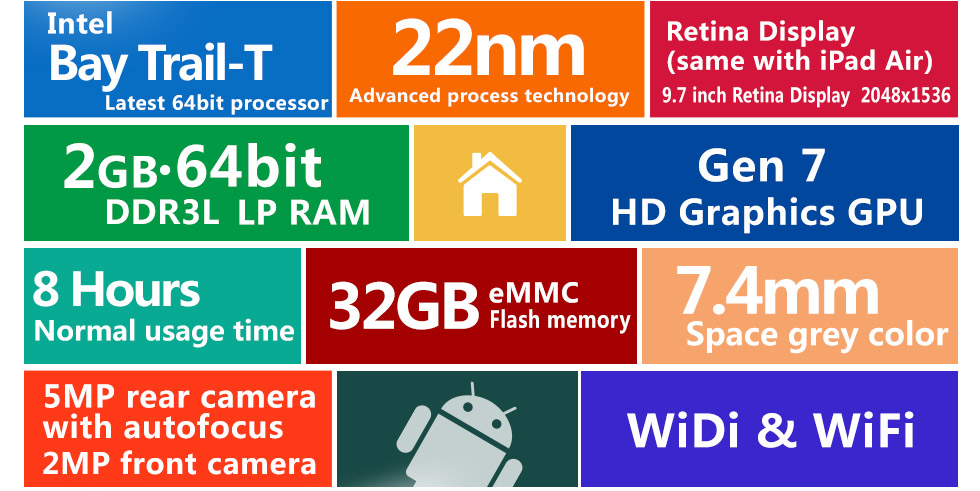 Intel
Bay Trail-T
Latest 64bit processor
22nm
Advanced process technology
Retina Display
(same with iPad Air)
9.7 inch Retina Display 2048x1536
2GB·64bit
DDR3L LP RAM
Gen 7
HD Graphics GPU
8 Hours
Normal usage time
32GB eMMC
Flash memory
7.4mm
Space grey color
5MP rear camera
with autofocus
2MP front camera
WiDi & WiFi